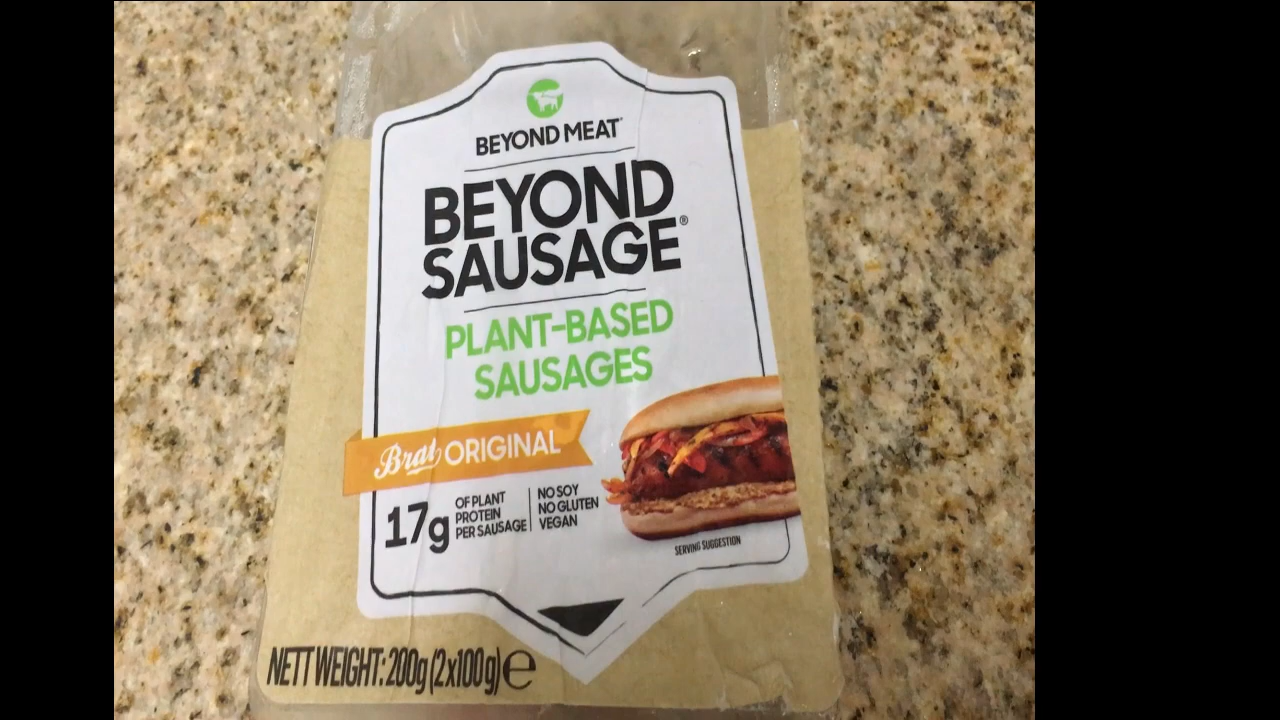 BEYOND MEAT®
BEYOND
SAUSAGE®
PLANT-BASED
SAUSAGES
Brat ORIGINAL
17g
OF PLANT
PROTEIN
PER SAUSAGE
NO SOY
NO GLUTEN
VEGAN
SERVING SUGGESTION
NETT WEIGHT: 200g (2x100g) ℮